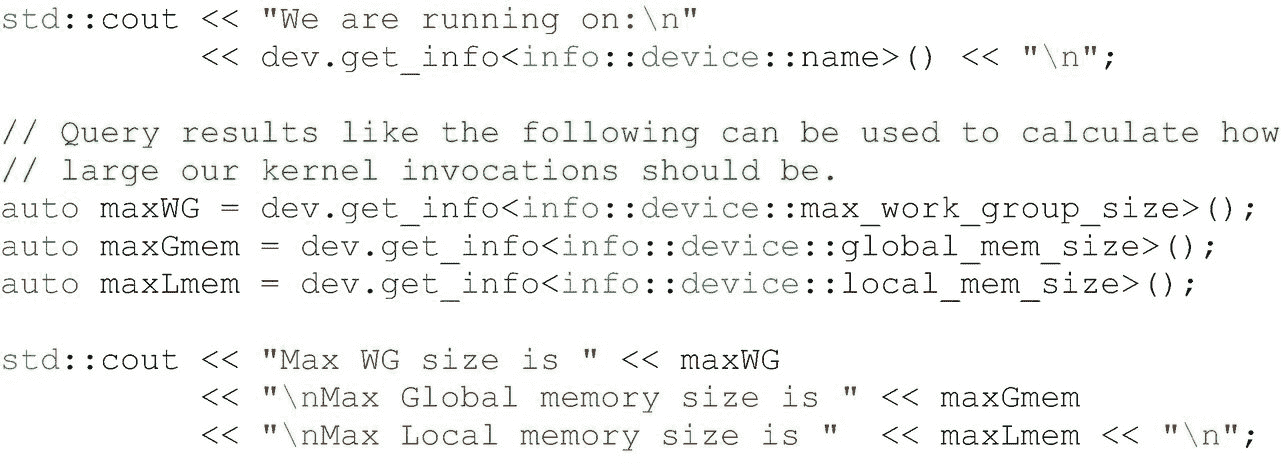 std::cout << "We are running on:\n"
          << dev.get_info<info::device::name>() << "\n";

// Query results like the following can be used to calculate how
// large our kernel invocations should be.
auto maxWG = dev.get_info<info::device::max_work_group_size>();
auto maxGmem = dev.get_info<info::device::global_mem_size>();
auto maxLmem = dev.get_info<info::device::local_mem_size>();

std::cout << "Max WG size is " << maxWG
          << "\nMax Global memory size is " << maxGmem
          << "\nMax Local memory size is "  << maxLmem << "\n";